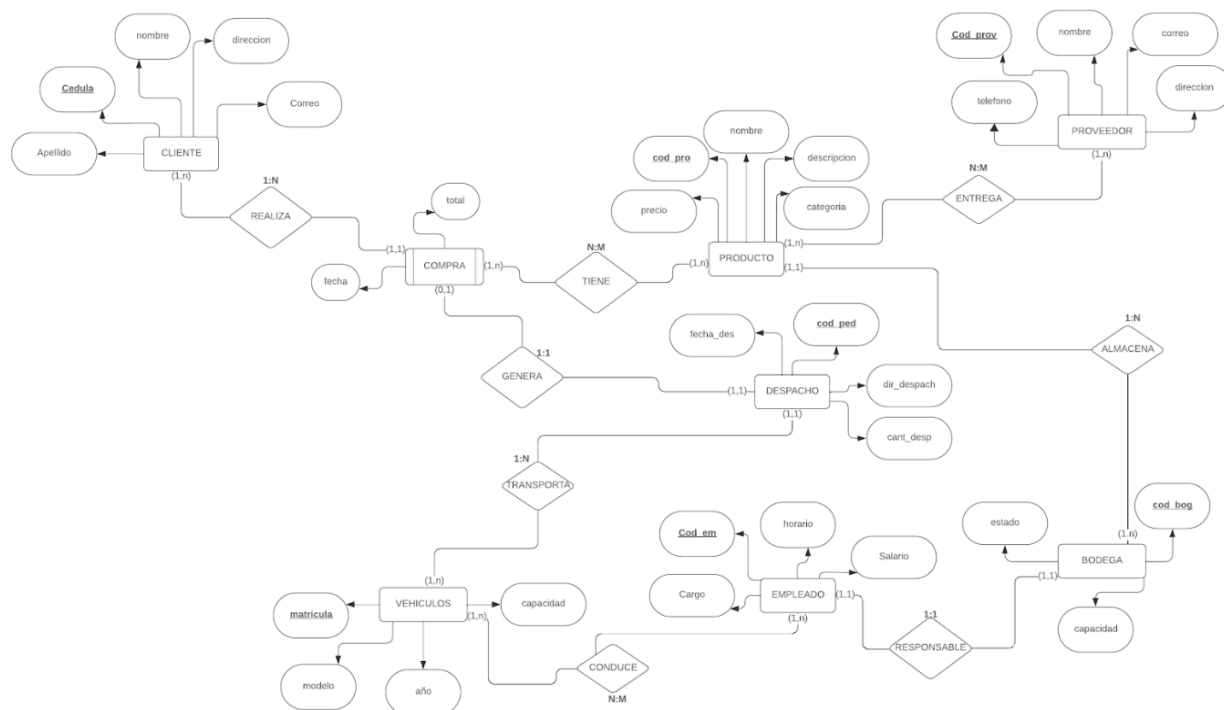 nombre
direccion
Cedula
Correo
Apellido
CLIENTE
(1,n)
1:N
REALIZA
(1,1)
total
fecha
COMPRA
(1,n)
(0,1)
N:M
TIENE
(1,n)
nombre
cod_pro
descripcion
precio
categoria
PRODUCTO
(1,n)
(1,1)
Cod_prov
nombre
correo
telefono
direccion
PROVEEDOR
(1,n)
N:M
ENTREGA
1:N
ALMACENA
1:1
GENERA
(1,1)
fecha_des
cod_ped
dir_despach
cant_desp
DESPACHO
(1,1)
1:N
TRANSPORTA
(1,n)
VEHICULOS
(1,n)
matricula
capacidad
modelo
año
CONDUCE
N:M
Cod_em
horario
Salario
Cargo
EMPLEADO
(1,1)
(1,n)
1:1
RESPONSABLE
(1,1)
estado
cod_bog
(1,n)
BODEGA
capacidad